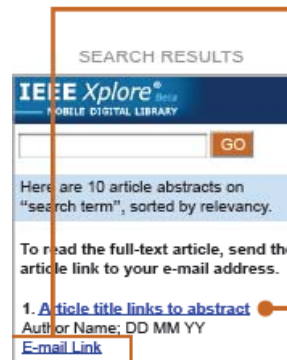 SEARCH RESULTS
IEEE Xplore® Beta
MOBILE DIGITAL LIBRARY
GO
Here are 10 article abstracts on
“search term”, sorted by relevancy.
To read the full-text article, send the
article link to your e-mail address.
1. Article title links to abstract
Author Name; DD MM YY
E-mail Link